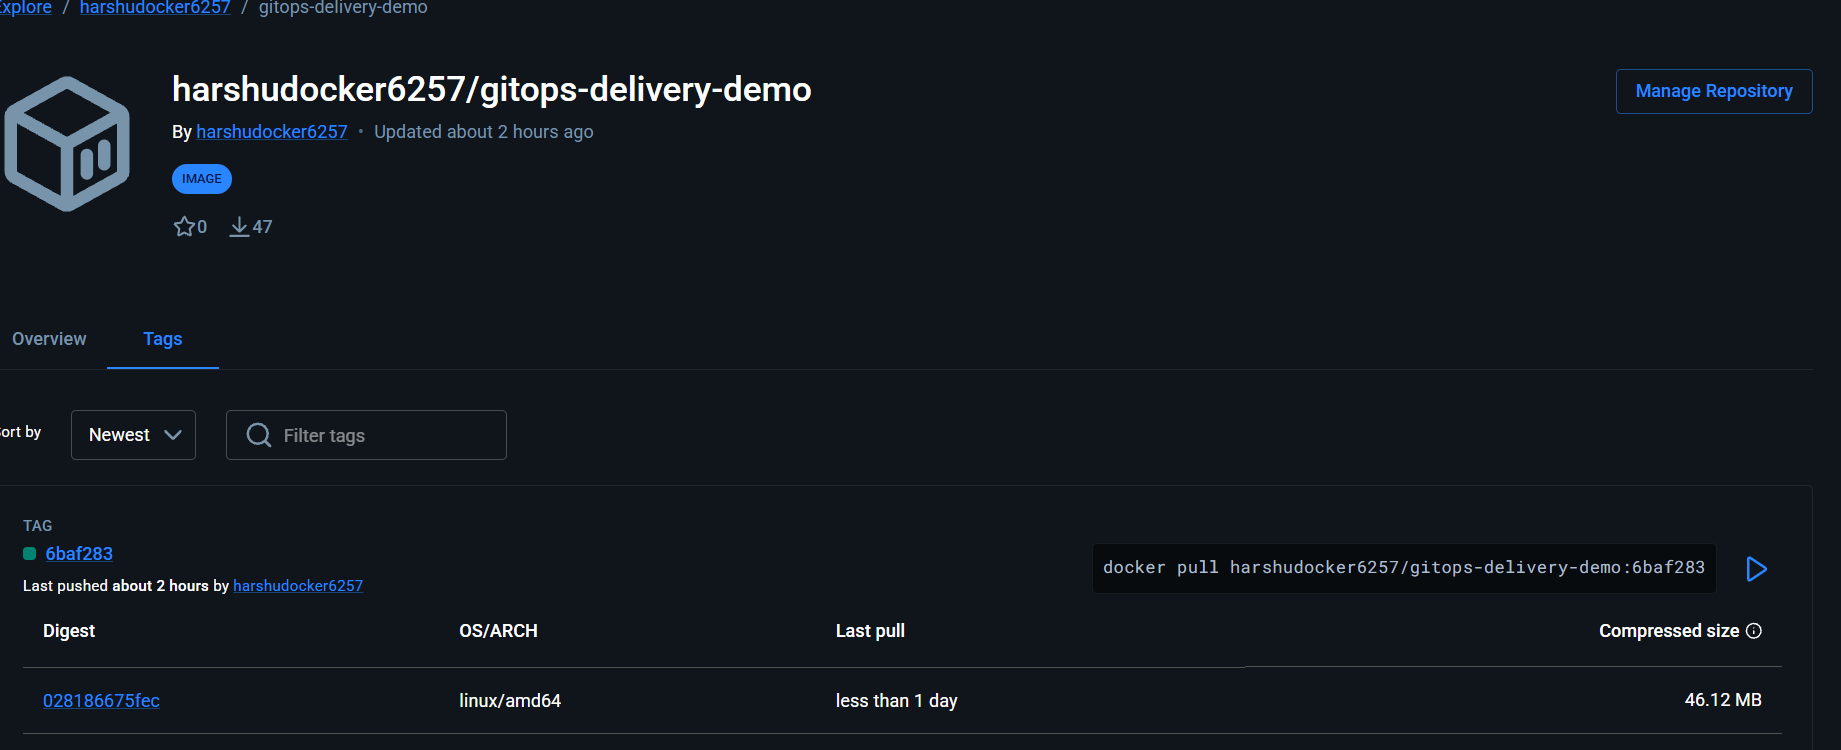 Explore / harshudocker6257 / gitops-delivery-demo
harshudocker6257/gitops-delivery-demo
Manage Repository
By harshudocker6257 • Updated about 2 hours ago
IMAGE
0 47
Overview Tags
Sort by Newest Filter tags
TAG
6baf283
docker pull harshudocker6257/gitops-delivery-demo:6baf283
Last pushed about 2 hours by harshudocker6257
Digest OS/ARCH Last pull Compressed size
028186675fec linux/amd64 less than 1 day 46.12 MB